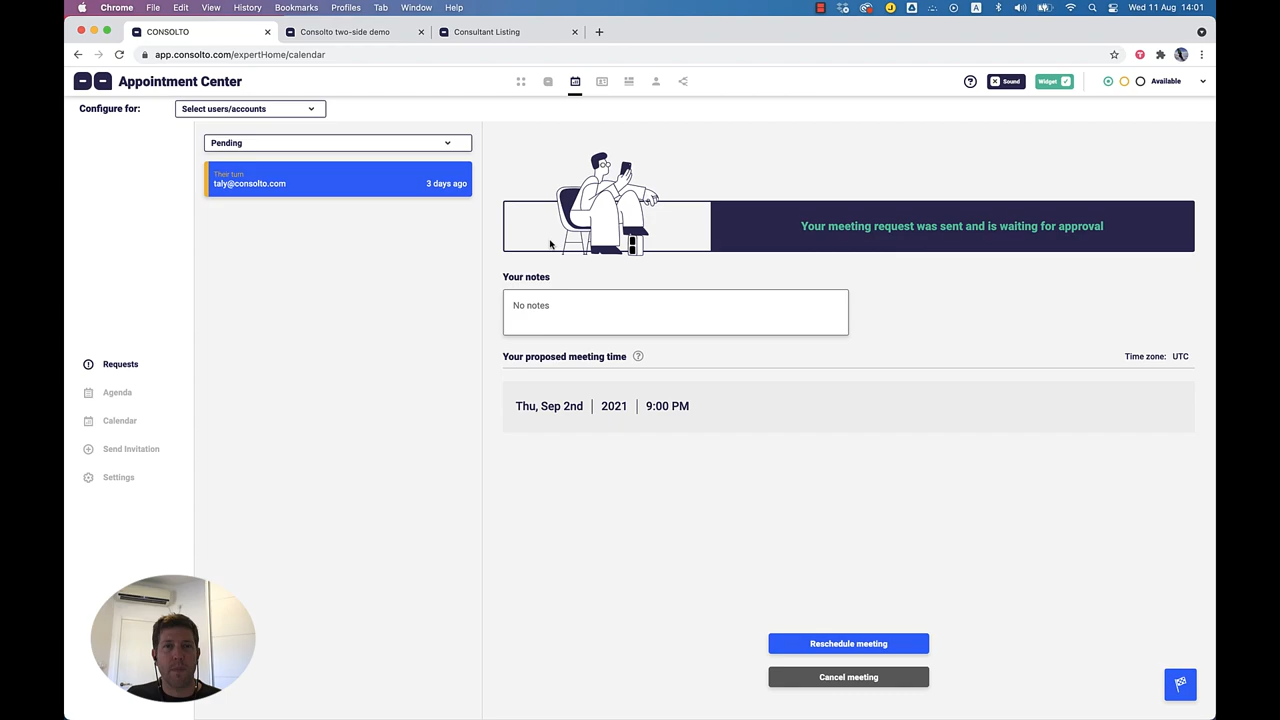 Chrome File Edit View History Bookmarks Profiles Tab Window Help Wed 11 Aug 14:01
CONSOLTO Consolto two-side demo Consultant Listing
app.consolto.com/expertHome/calendar
Appointment Center Sound Widget Available
Configure for: Select users/accounts
Pending
Their turn
taly@consolto.com 3 days ago
Your meeting request was sent and is waiting for approval
Your notes
No notes
Your proposed meeting time Time zone: UTC
Thu, Sep 2nd 2021 9:00 PM
Requests
Agenda
Calendar
Send Invitation
Settings
Reschedule meeting
Cancel meeting